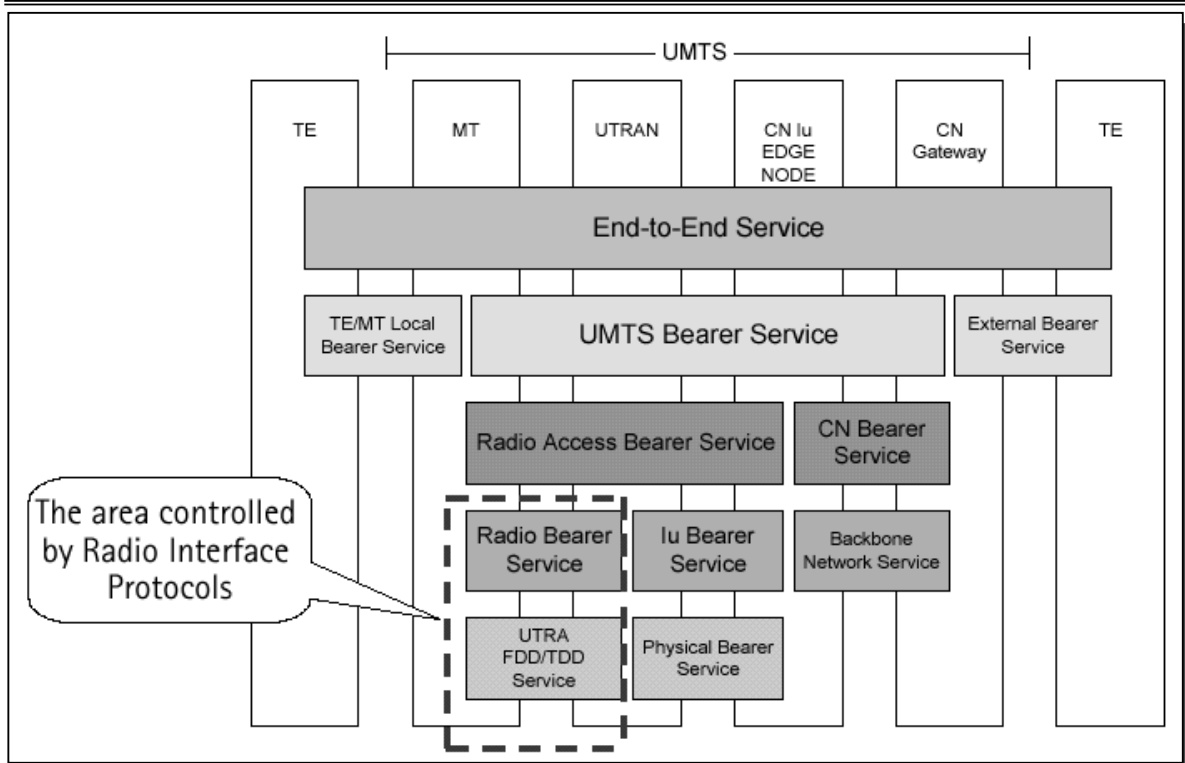 UMTS
TE
MT
UTRAN
CN Iu
EDGE
NODE
CN
Gateway
TE
End-to-End Service
TE/MT Local
Bearer Service
UMTS Bearer Service
External Bearer
Service
Radio Access Bearer Service
CN Bearer
Service
The area controlled
by Radio Interface
Protocols
Radio Bearer
Service
Iu Bearer
Service
Backbone
Network Service
UTRA
FDD/TDD
Service
Physical Bearer
Service